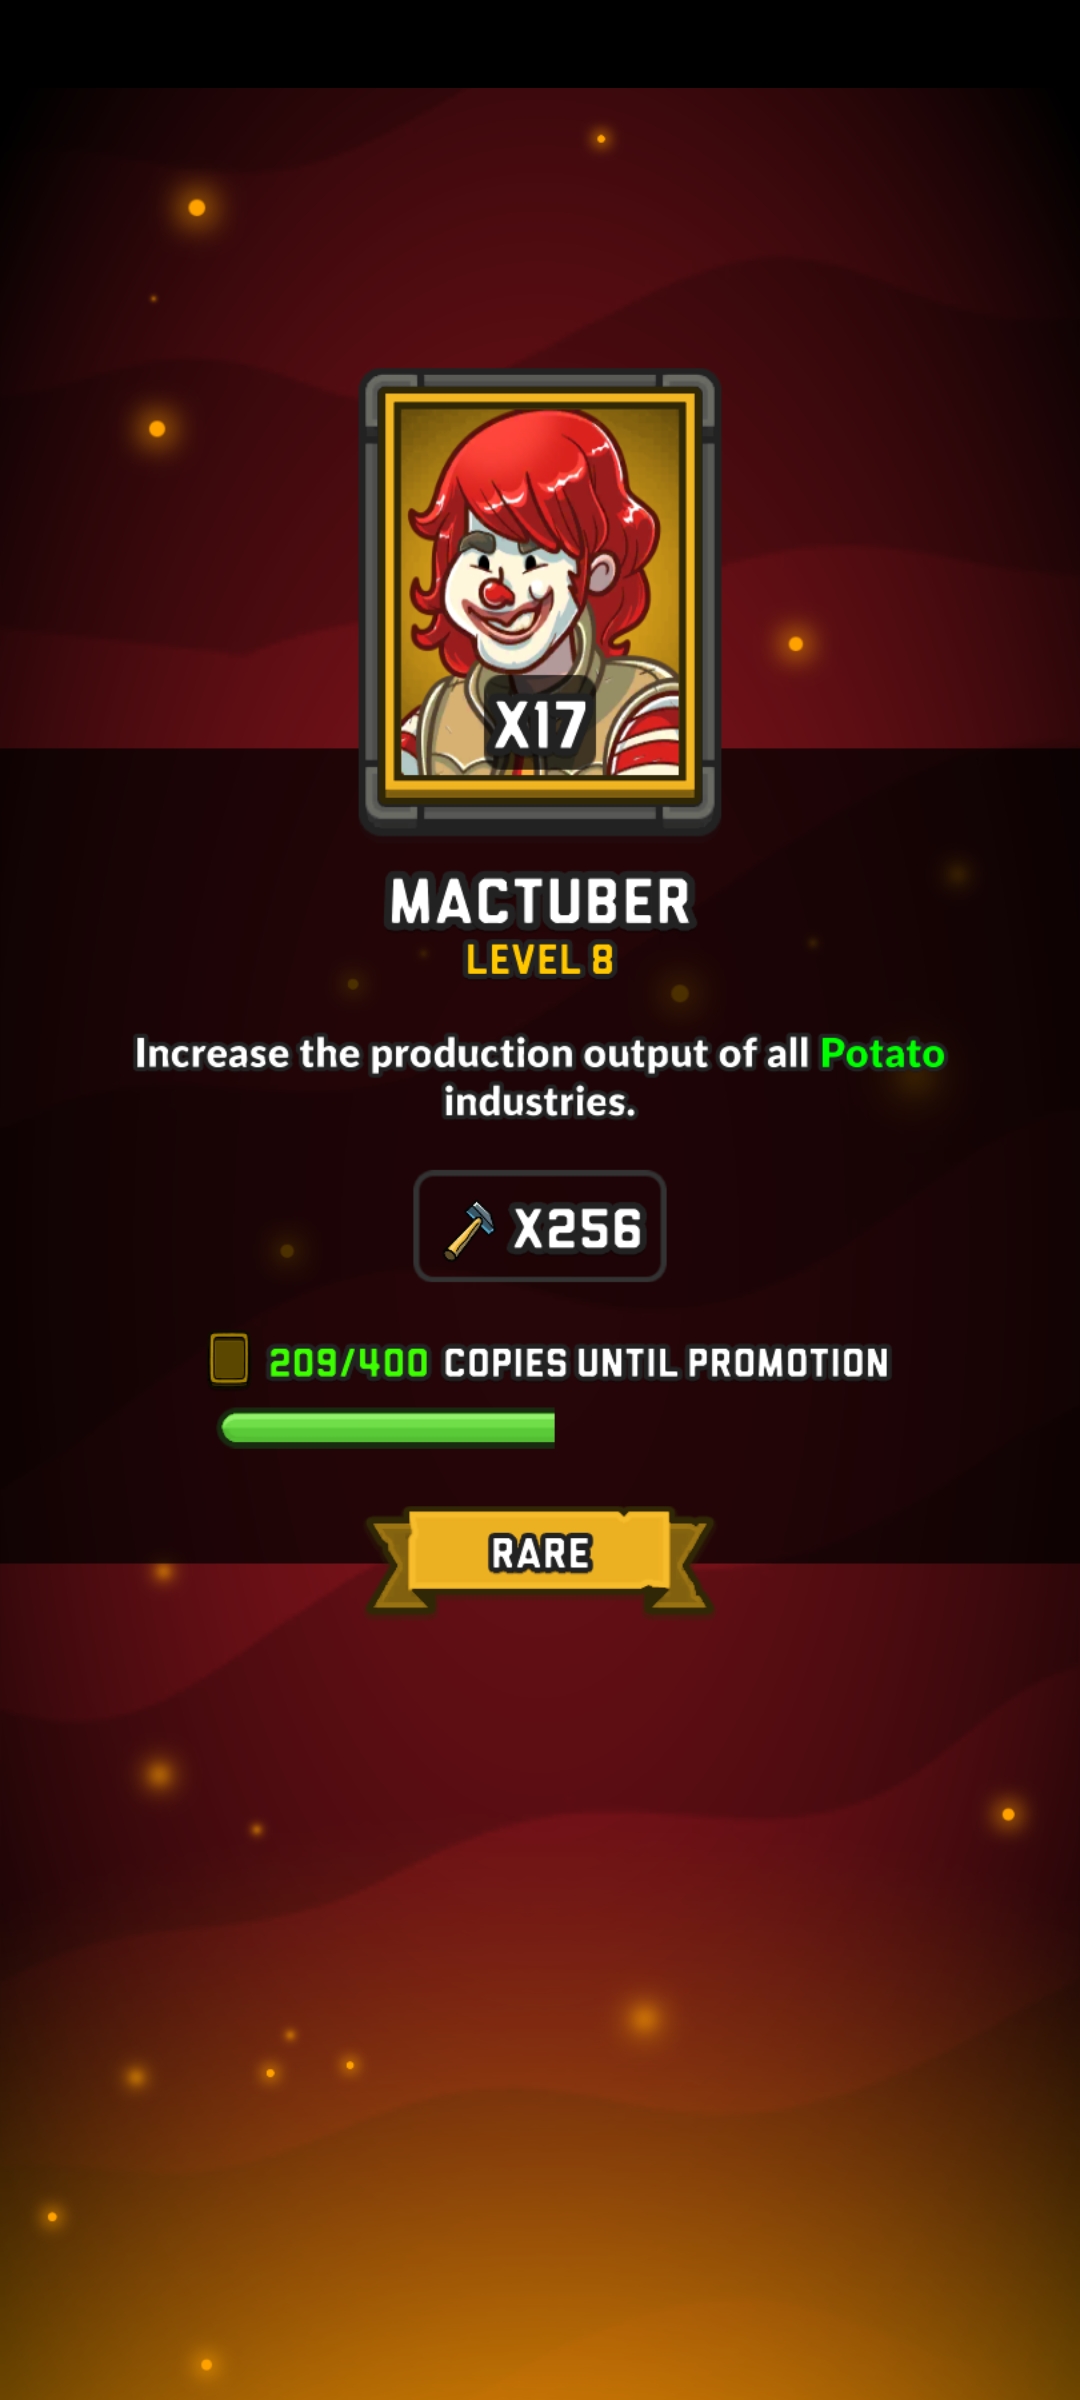 X17
MACTUBER
LEVEL 8
Increase the production output of all Potato
industries.
X256
209/400 COPIES UNTIL PROMOTION
RARE